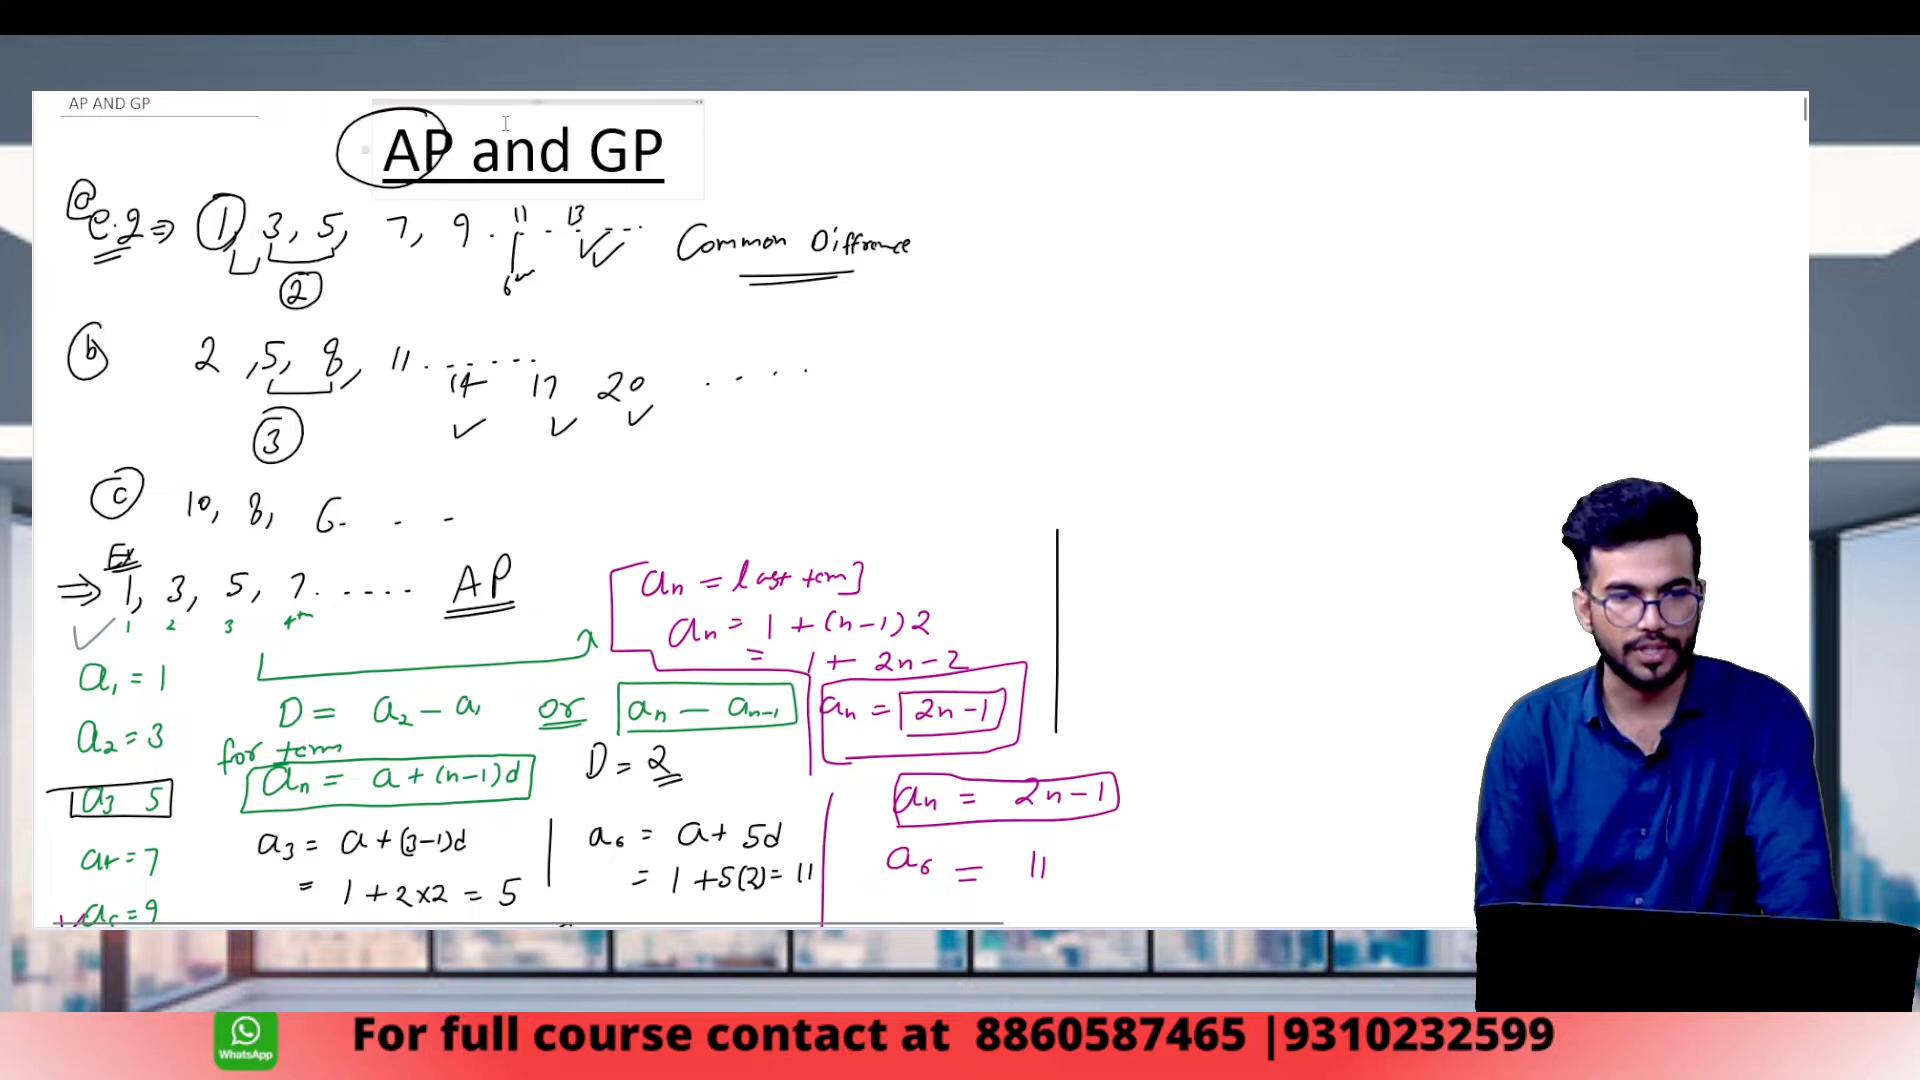 AP AND GP
AP and GP
(a) e.g ⇒ 1, 3, 5, 7, 9 . 11 . 13 ....
2
6th
Common Diffrence
(b) 2, 5, 8, 11 ...... 14 17 20 ....
3
(c) 10, 8, 6. . -
Ex
⇒ 1, 3, 5, 7. ..... AP
1 2 3 4th
an = last term]
an = 1 + (n-1)2
= 1 + 2n-2
an = 2n-1
a1 = 1
D = a2 - a1 or an - an-1
a2 = 3
for term
an = a + (n-1)d
D = 2
an = 2n-1
a3 5
a3 = a + (3-1)d
= 1 + 2×2 = 5
a6 = a + 5d
= 1 + 5(2) = 11
a6 = 11
a4 = 7
a5 = 9
WhatsApp
For full course contact at 8860587465 | 9310232599